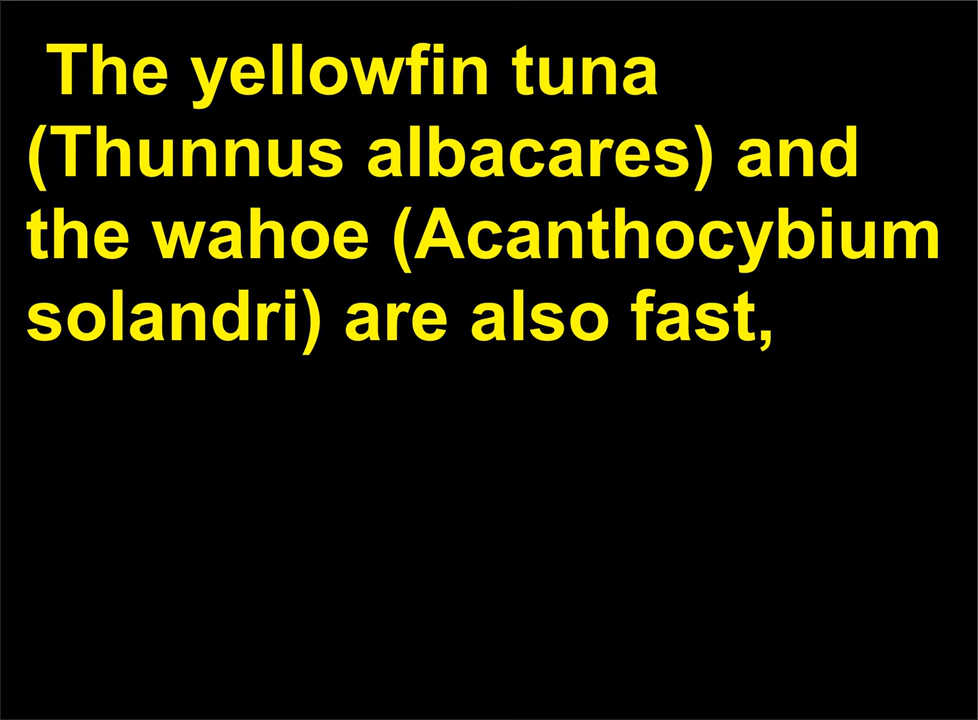 The yellowfin tuna
(Thunnus albacares) and
the wahoe (Acanthocybium
solandri) are also fast,